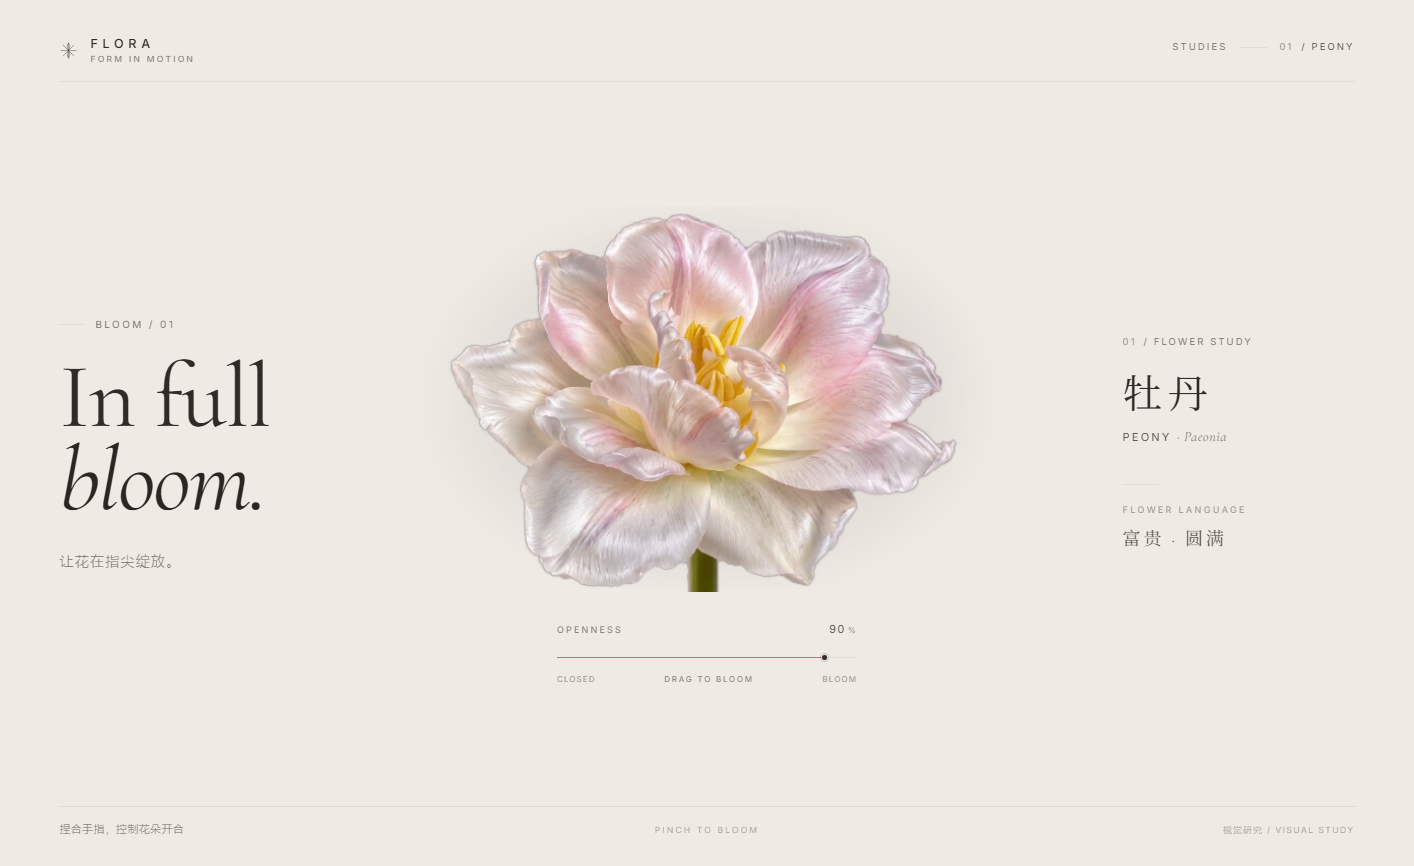 FLORA
FORM IN MOTION
STUDIES 01 / PEONY
BLOOM / 01
In full
bloom.
让花在指尖绽放。
01 / FLOWER STUDY
牡丹
PEONY · Paeonia
FLOWER LANGUAGE
富贵 · 圆满
OPENNESS 90 %
CLOSED DRAG TO BLOOM BLOOM
捏合手指，控制花朵开合 PINCH TO BLOOM 视觉研究 / VISUAL STUDY